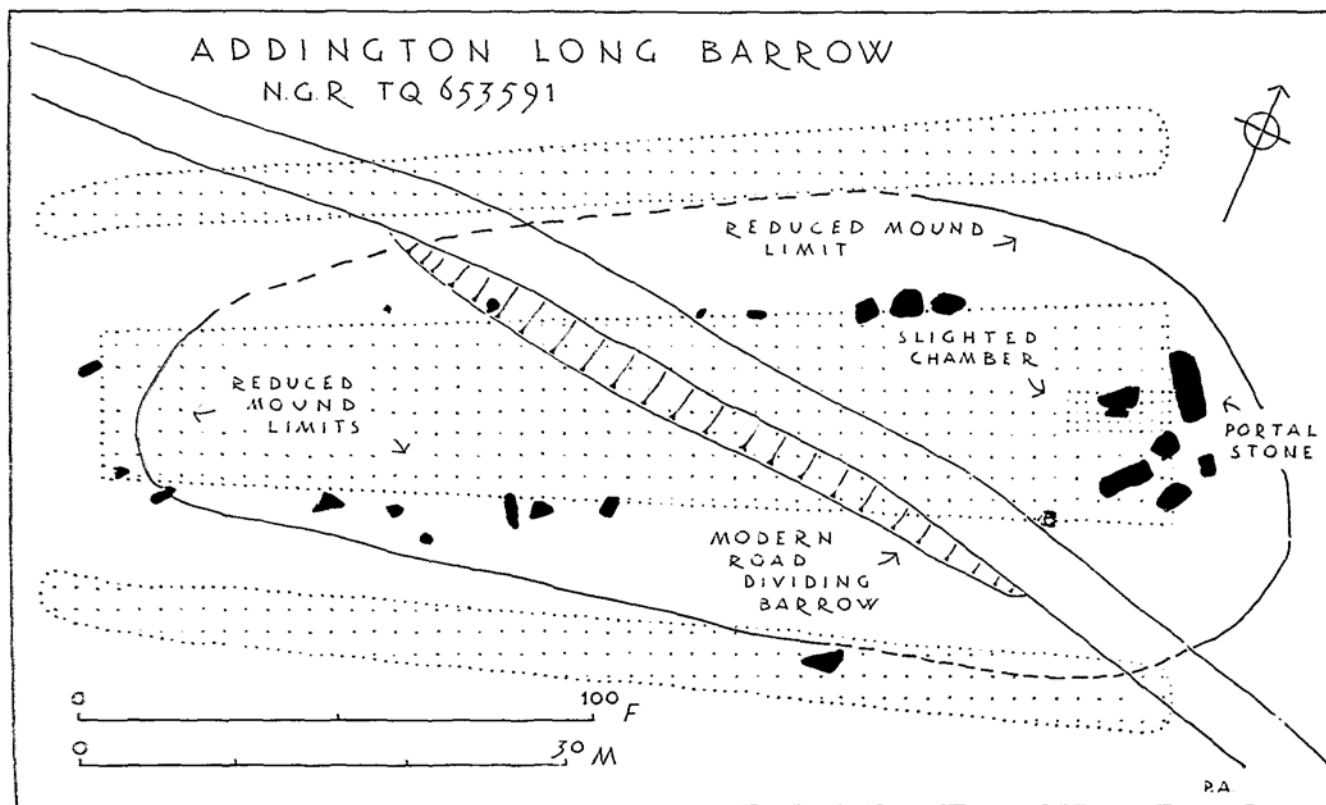 ADDINGTON LONG BARROW
N.G.R TQ 653591
REDUCED MOUND
LIMIT
SLIGHTED
CHAMBER
REDUCED
MOUND
LIMITS
PORTAL
STONE
MODERN
ROAD
DIVIDING
BARROW
0 100 F
0 30 M
P.A.